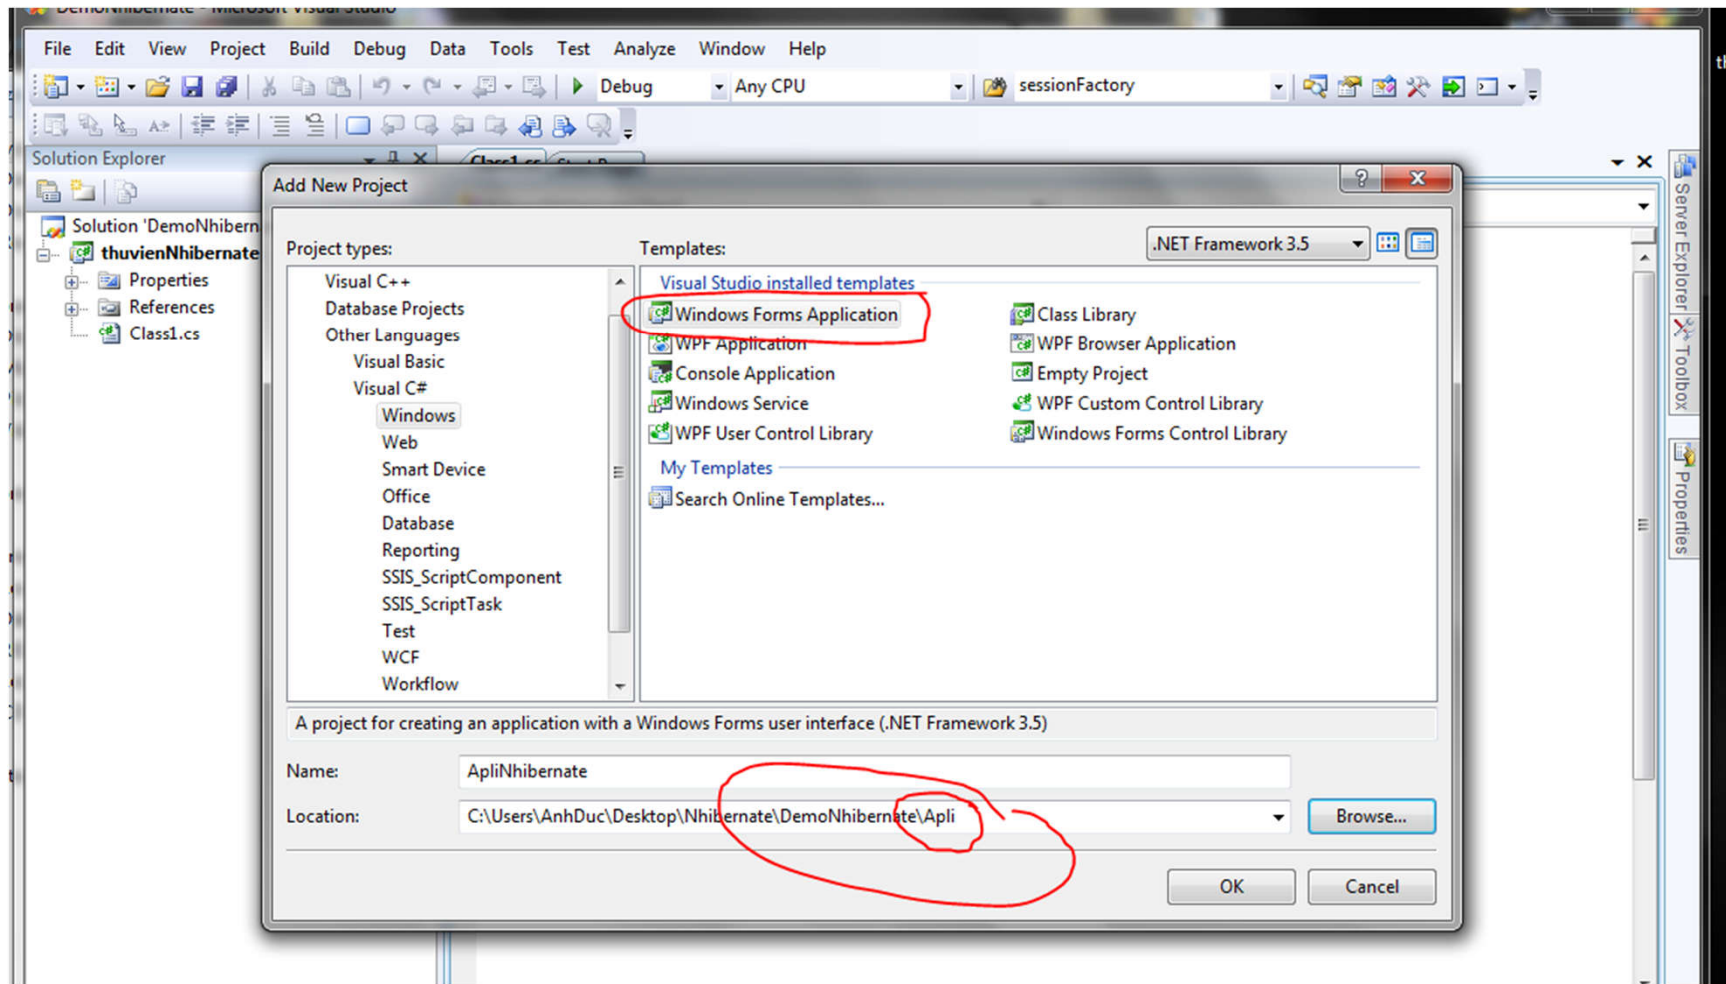 DemoNhibernate - Microsoft Visual Studio
File Edit View Project Build Debug Data Tools Test Analyze Window Help
Debug Any CPU sessionFactory
Solution Explorer
Class1.cs
Add New Project
Solution 'DemoNhibern
thuvienNhibernate
Properties
References
Class1.cs
Project types:
Visual C++
Database Projects
Other Languages
Visual Basic
Visual C#
Windows
Web
Smart Device
Office
Database
Reporting
SSIS_ScriptComponent
SSIS_ScriptTask
Test
WCF
Workflow
Templates:
.NET Framework 3.5
Visual Studio installed templates
Windows Forms Application
WPF Application
Console Application
Windows Service
WPF User Control Library
Class Library
WPF Browser Application
Empty Project
WPF Custom Control Library
Windows Forms Control Library
My Templates
Search Online Templates...
A project for creating an application with a Windows Forms user interface (.NET Framework 3.5)
Name: ApliNhibernate
Location: C:\Users\AnhDuc\Desktop\Nhibernate\DemoNhibernate\Apli
Browse...
OK Cancel
Server Explorer
Toolbox
Properties